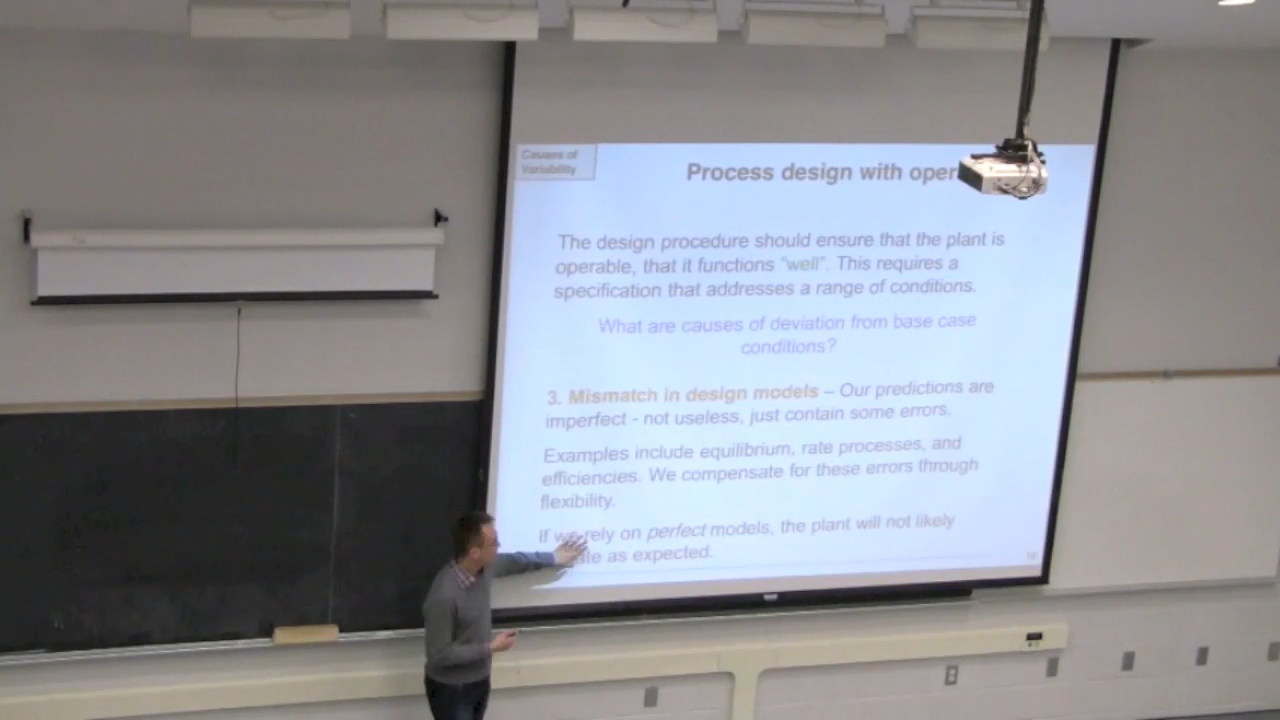 Causes of
Variability
Process design with oper
The design procedure should ensure that the plant is
operable, that it functions “well”. This requires a
specification that addresses a range of conditions.
What are causes of deviation from base case
conditions?
3. Mismatch in design models – Our predictions are
imperfect - not useless, just contain some errors.
Examples include equilibrium, rate processes, and
efficiencies. We compensate for these errors through
flexibility.
If we rely on perfect models, the plant will not likely
ate as expected.